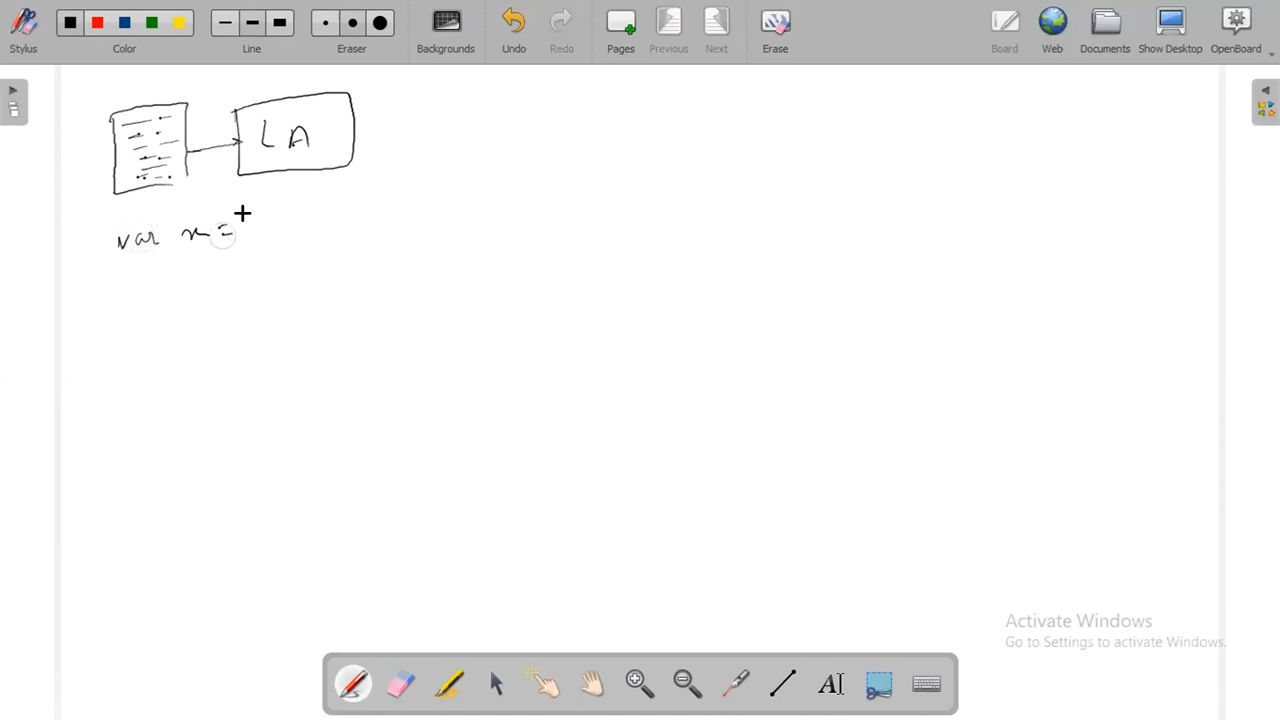 Stylus
Color
Line
Eraser
Backgrounds
Undo
Redo
Pages
Previous
Next
Erase
Board
Web
Documents
Show Desktop
OpenBoard
LA
var x =
Activate Windows
Go to Settings to activate Windows.
AI